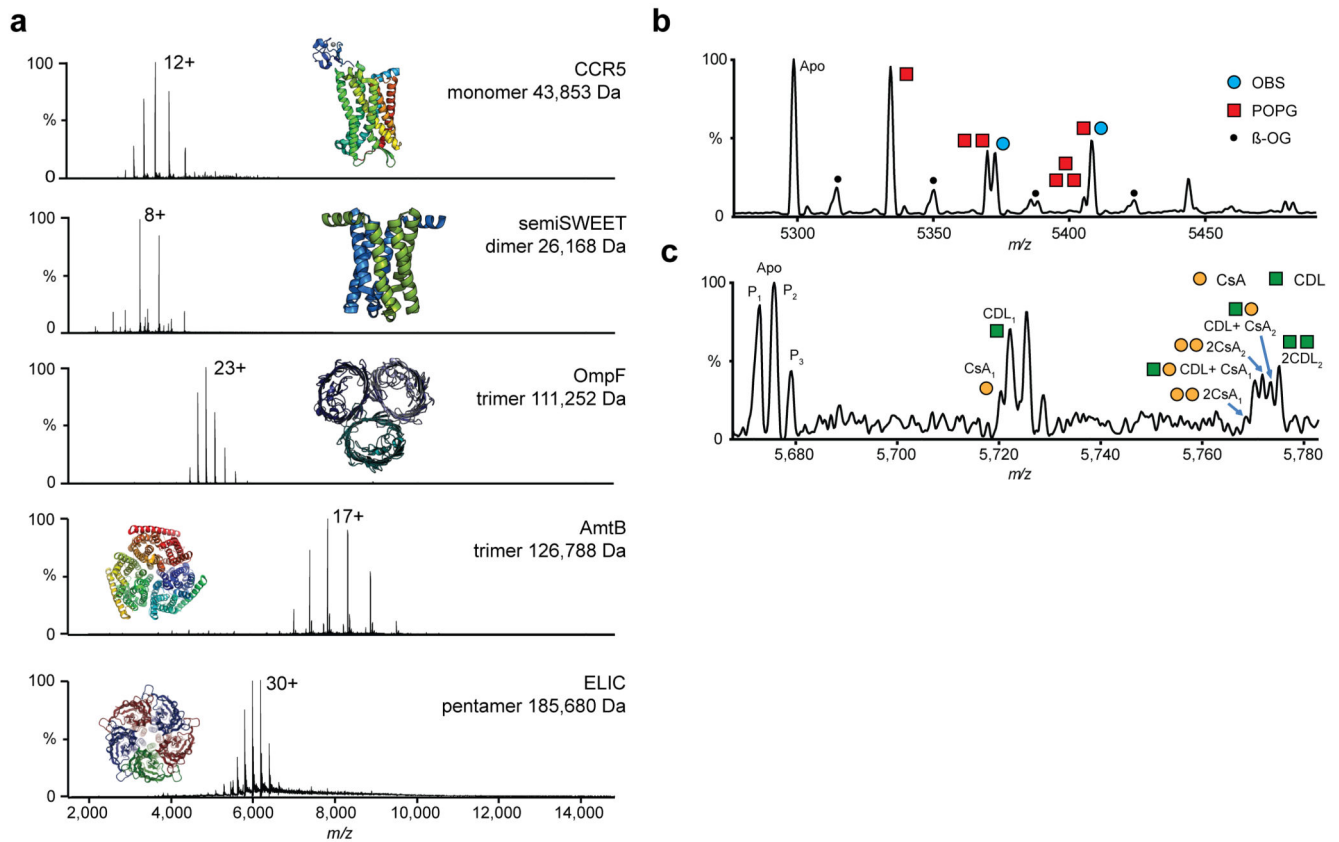 a
100
%
0
12+
CCR5
monomer 43,853 Da
100
%
0
8+
semiSWEET
dimer 26,168 Da
100
%
0
23+
OmpF
trimer 111,252 Da
100
%
0
17+
AmtB
trimer 126,788 Da
100
%
0
30+
ELIC
pentamer 185,680 Da
2,000 4,000 6,000 8,000 10,000 12,000 14,000
m/z
b
100
%
0
Apo
OBS
POPG
ß-OG
5300 5350 5400 5450
m/z
c
100
%
0
Apo
P₁ P₂
P₃
CsA₁
CDL₁
CsA CDL
CDL+ CsA₂
2CsA₂ 2CDL₂
CDL+ CsA₁
2CsA₁
5,680 5,700 5,720 5,740 5,760 5,780
m/z